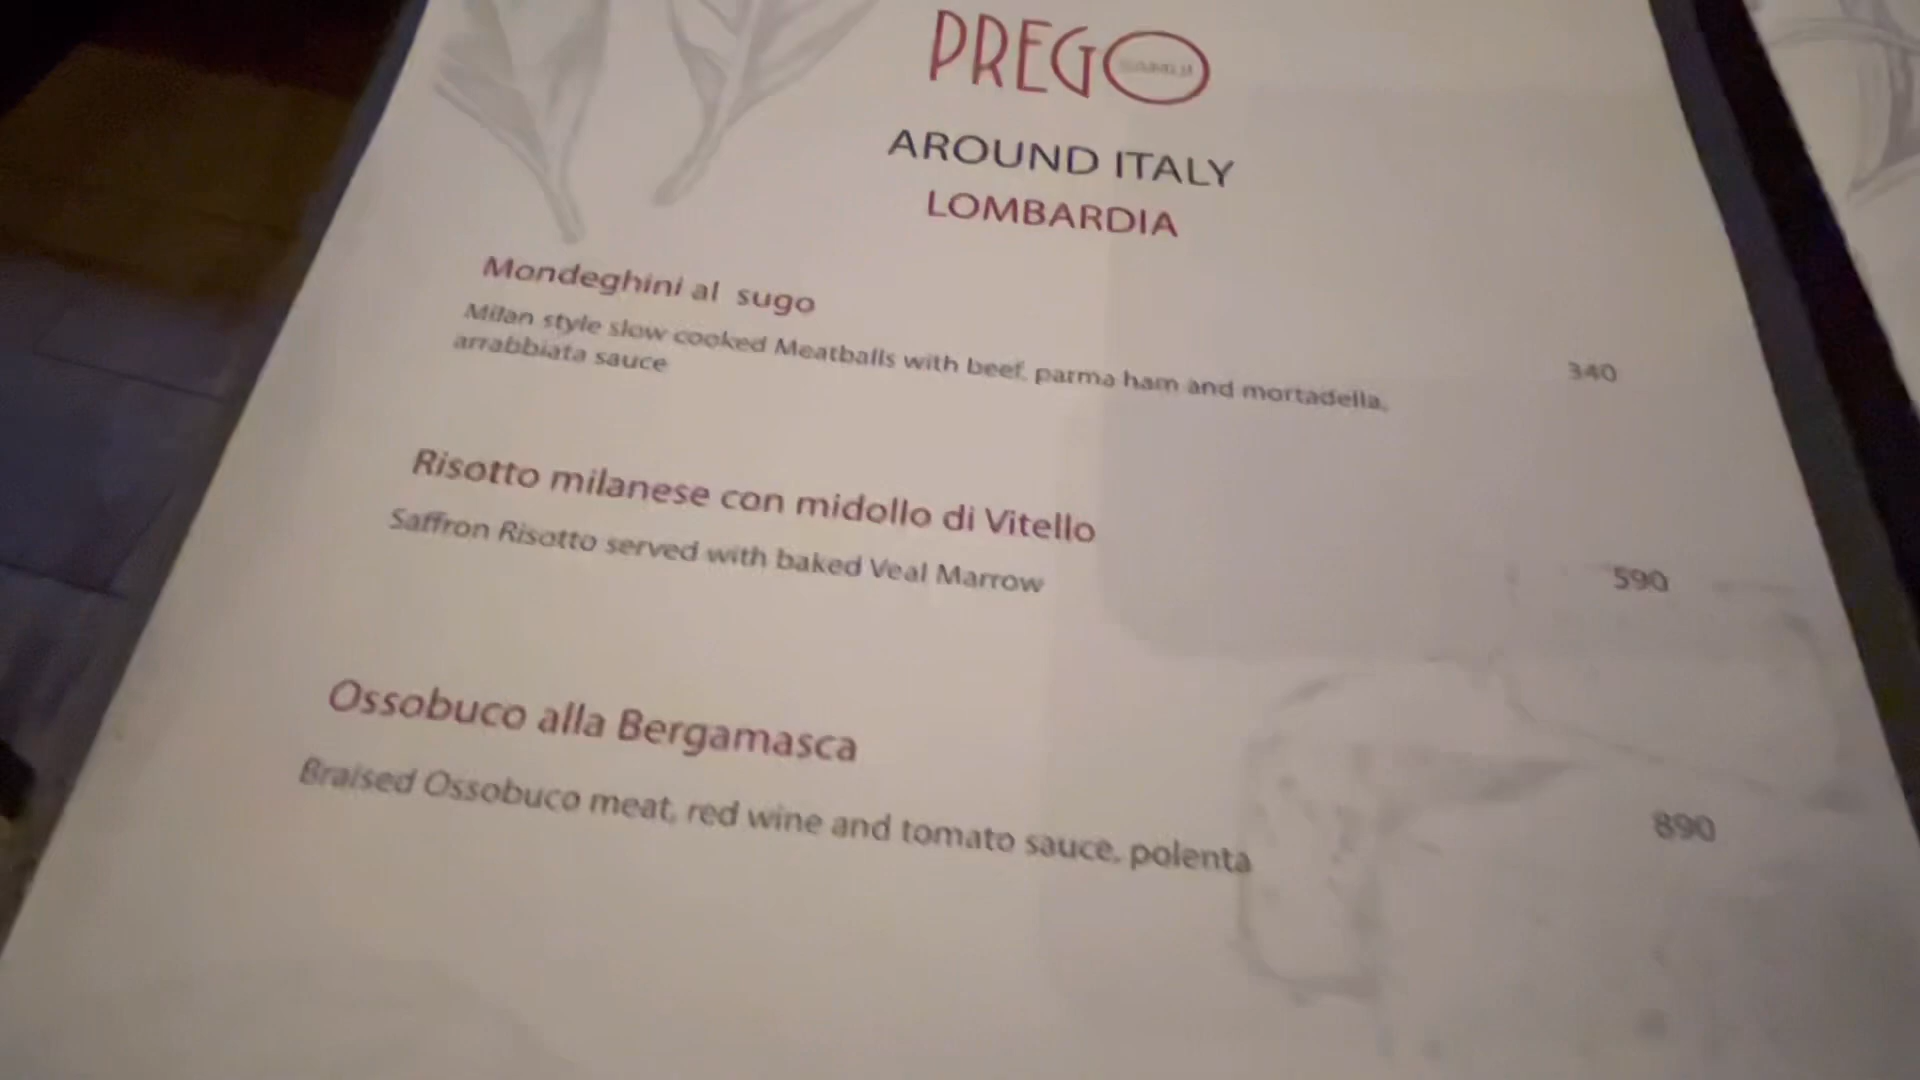 PREGO
AROUND ITALY
LOMBARDIA
Mondeghini al sugo
Milan style slow cooked Meatballs with beef, parma ham and mortadella,
arrabbiata sauce
340
Risotto milanese con midollo di Vitello
Saffron Risotto served with baked Veal Marrow
590
Ossobuco alla Bergamasca
Braised Ossobuco meat, red wine and tomato sauce, polenta
890